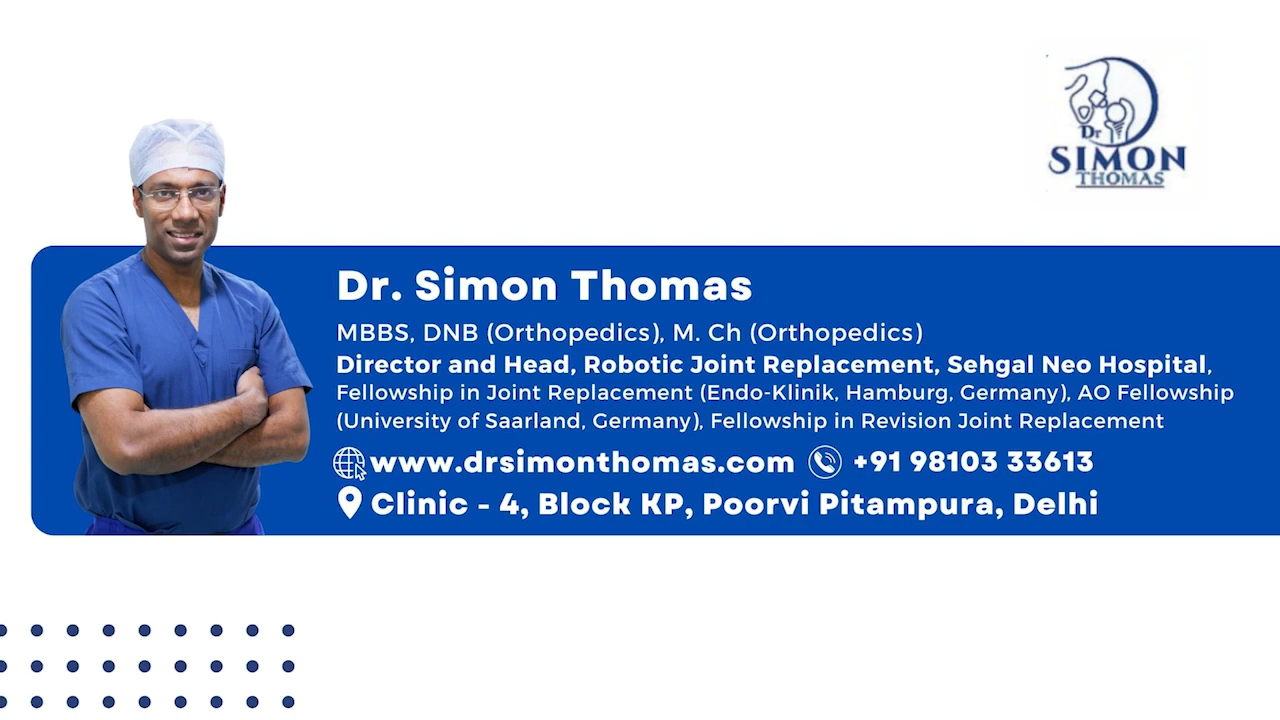 Dr
SIMON
THOMAS
Dr. Simon Thomas
MBBS, DNB (Orthopedics), M. Ch (Orthopedics)
Director and Head, Robotic Joint Replacement, Sehgal Neo Hospital,
Fellowship in Joint Replacement (Endo-Klinik, Hamburg, Germany), AO Fellowship
(University of Saarland, Germany), Fellowship in Revision Joint Replacement
www.drsimonthomas.com +91 98103 33613
Clinic - 4, Block KP, Poorvi Pitampura, Delhi